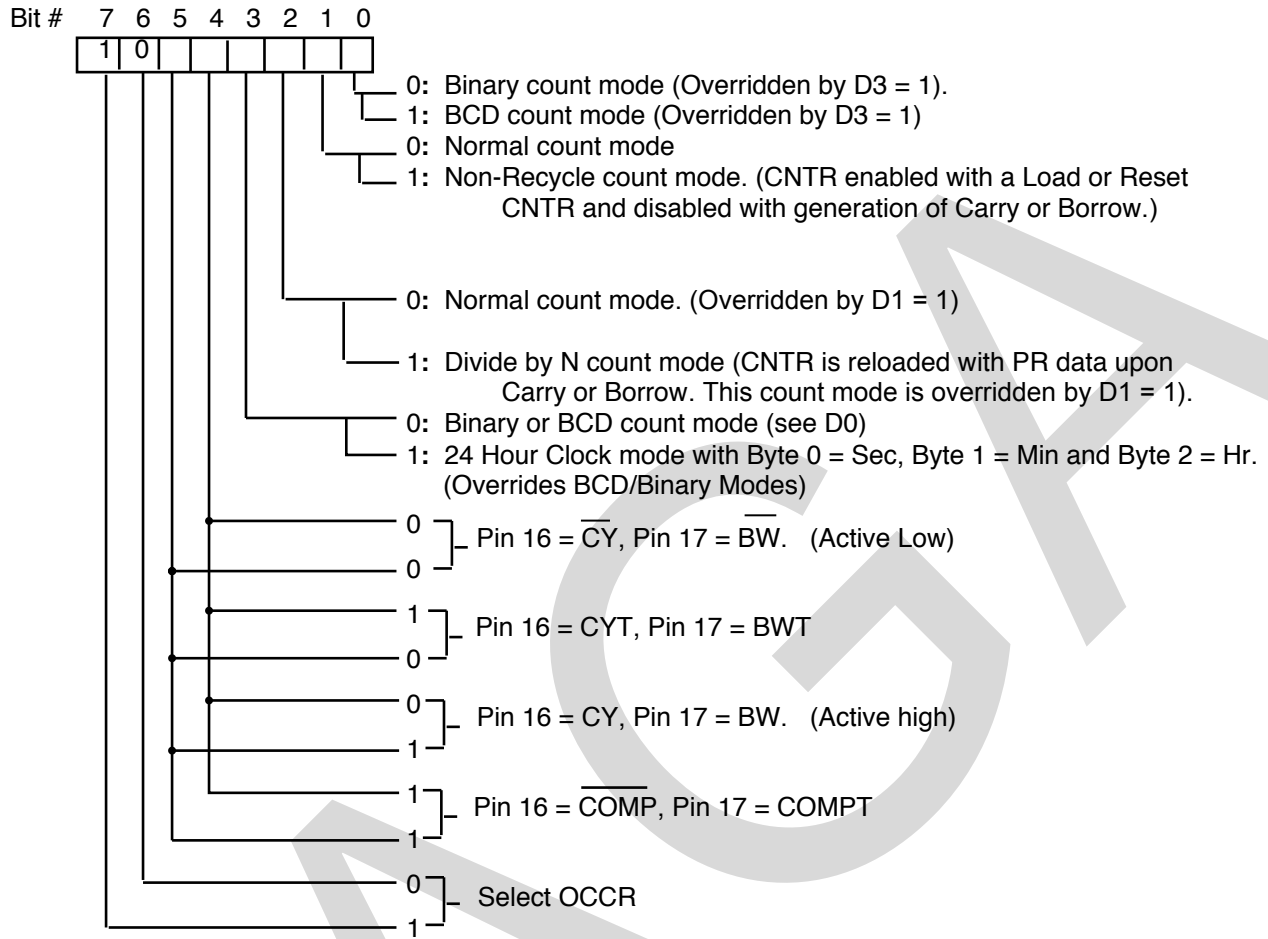 Bit # 7 6 5 4 3 2 1 0
1 0
0: Binary count mode (Overridden by D3 = 1).
1: BCD count mode (Overridden by D3 = 1)
0: Normal count mode
1: Non-Recycle count mode. (CNTR enabled with a Load or Reset
CNTR and disabled with generation of Carry or Borrow.)
0: Normal count mode. (Overridden by D1 = 1)
1: Divide by N count mode (CNTR is reloaded with PR data upon
Carry or Borrow. This count mode is overridden by D1 = 1).
0: Binary or BCD count mode (see D0)
1: 24 Hour Clock mode with Byte 0 = Sec, Byte 1 = Min and Byte 2 = Hr.
(Overrides BCD/Binary Modes)
0
Pin 16 = C̅Y̅, Pin 17 = B̅W̅. (Active Low)
0
1
Pin 16 = CYT, Pin 17 = BWT
0
0
Pin 16 = CY, Pin 17 = BW. (Active high)
1
1
Pin 16 = C̅O̅M̅P̅, Pin 17 = COMPT
1
0
Select OCCR
1